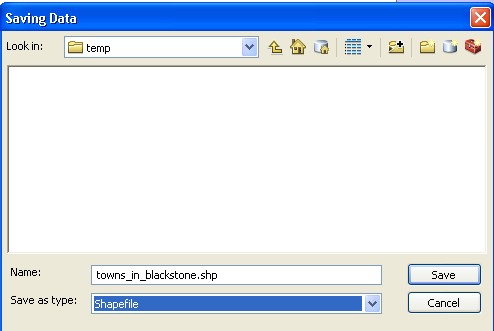 Saving Data
Look in: temp
Name: towns_in_blackstone.shp Save
Save as type: Shapefile Cancel